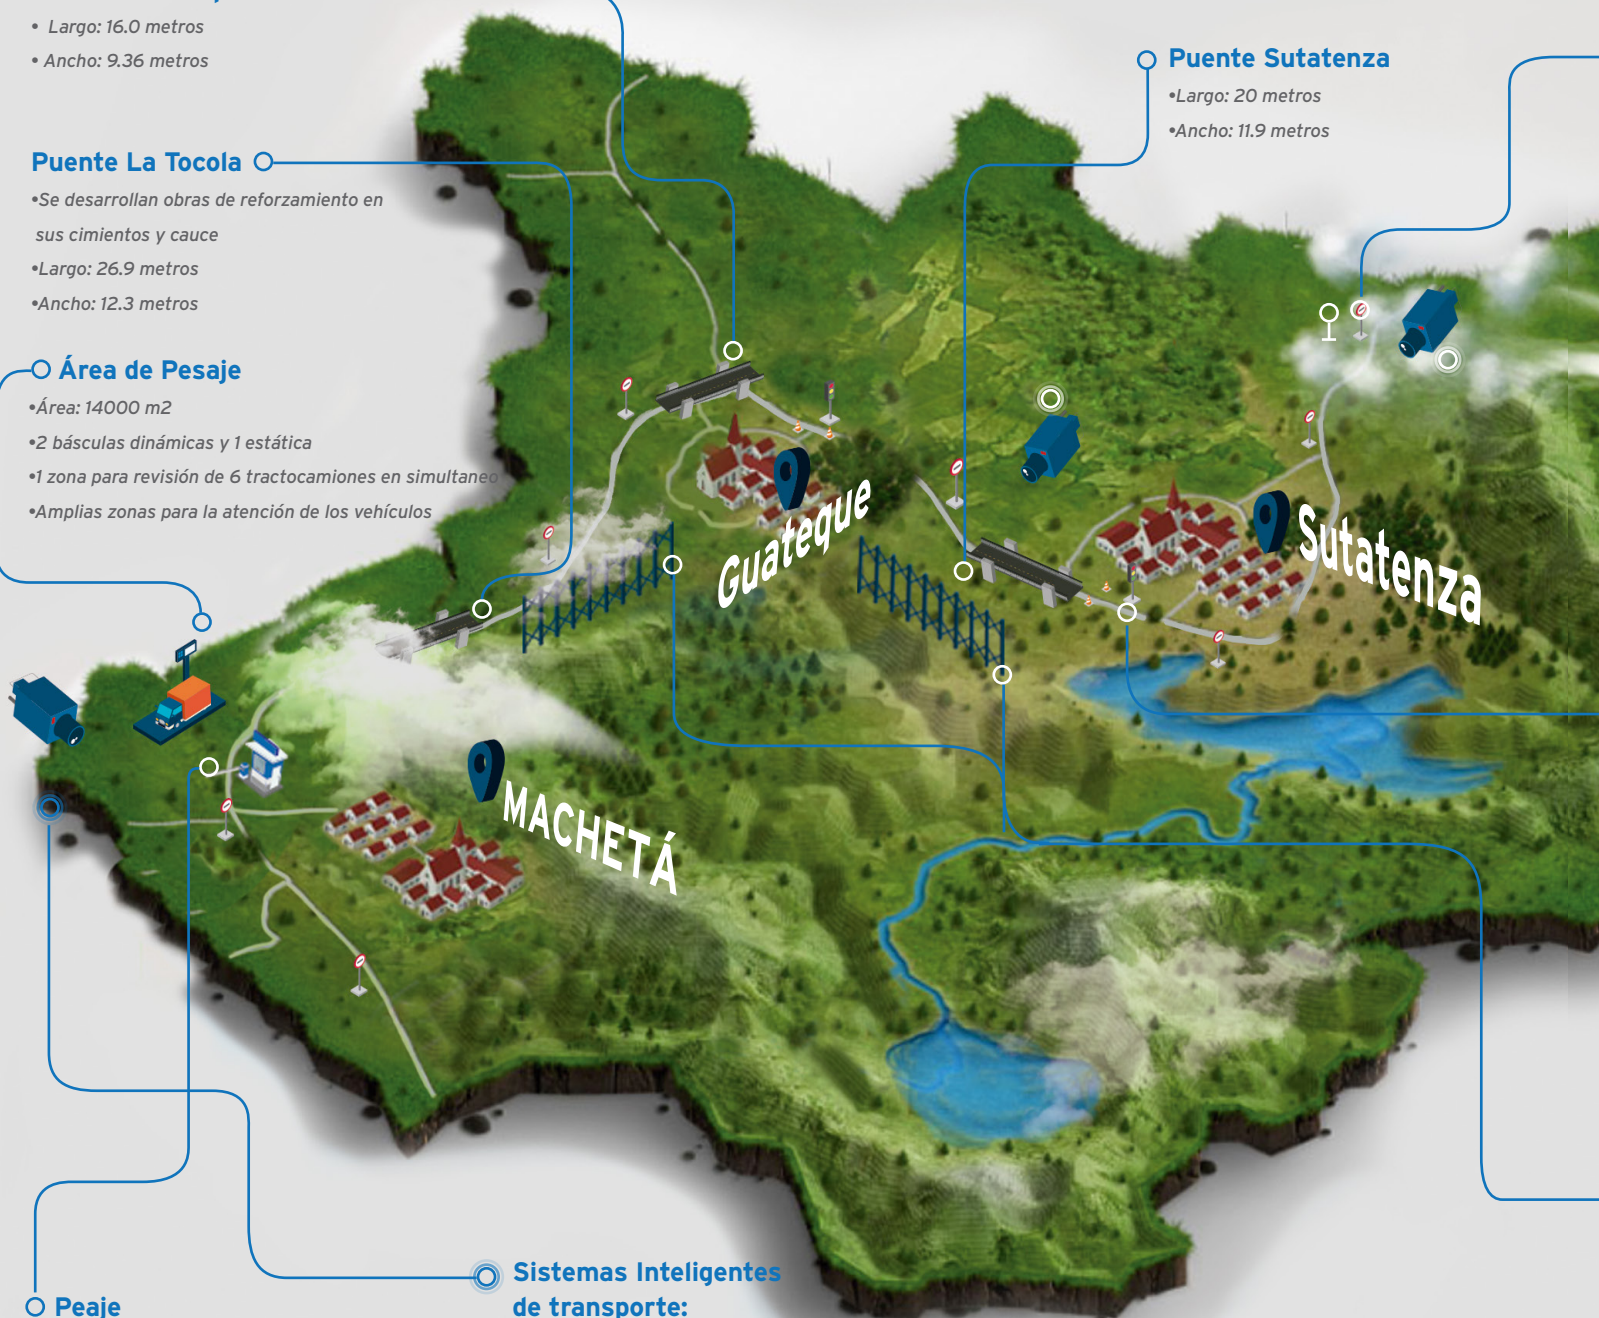 • Largo: 16.0 metros
• Ancho: 9.36 metros
Puente La Tocola
•Se desarrollan obras de reforzamiento en
sus cimientos y cauce
•Largo: 26.9 metros
•Ancho: 12.3 metros
Área de Pesaje
•Área: 14000 m2
•2 básculas dinámicas y 1 estática
•1 zona para revisión de 6 tractocamiones en simultaneo
•Amplias zonas para la atención de los vehículos
Puente Sutatenza
•Largo: 20 metros
•Ancho: 11.9 metros
Guateque
Sutatenza
MACHETÁ
Sistemas Inteligentes
de transporte:
Peaje